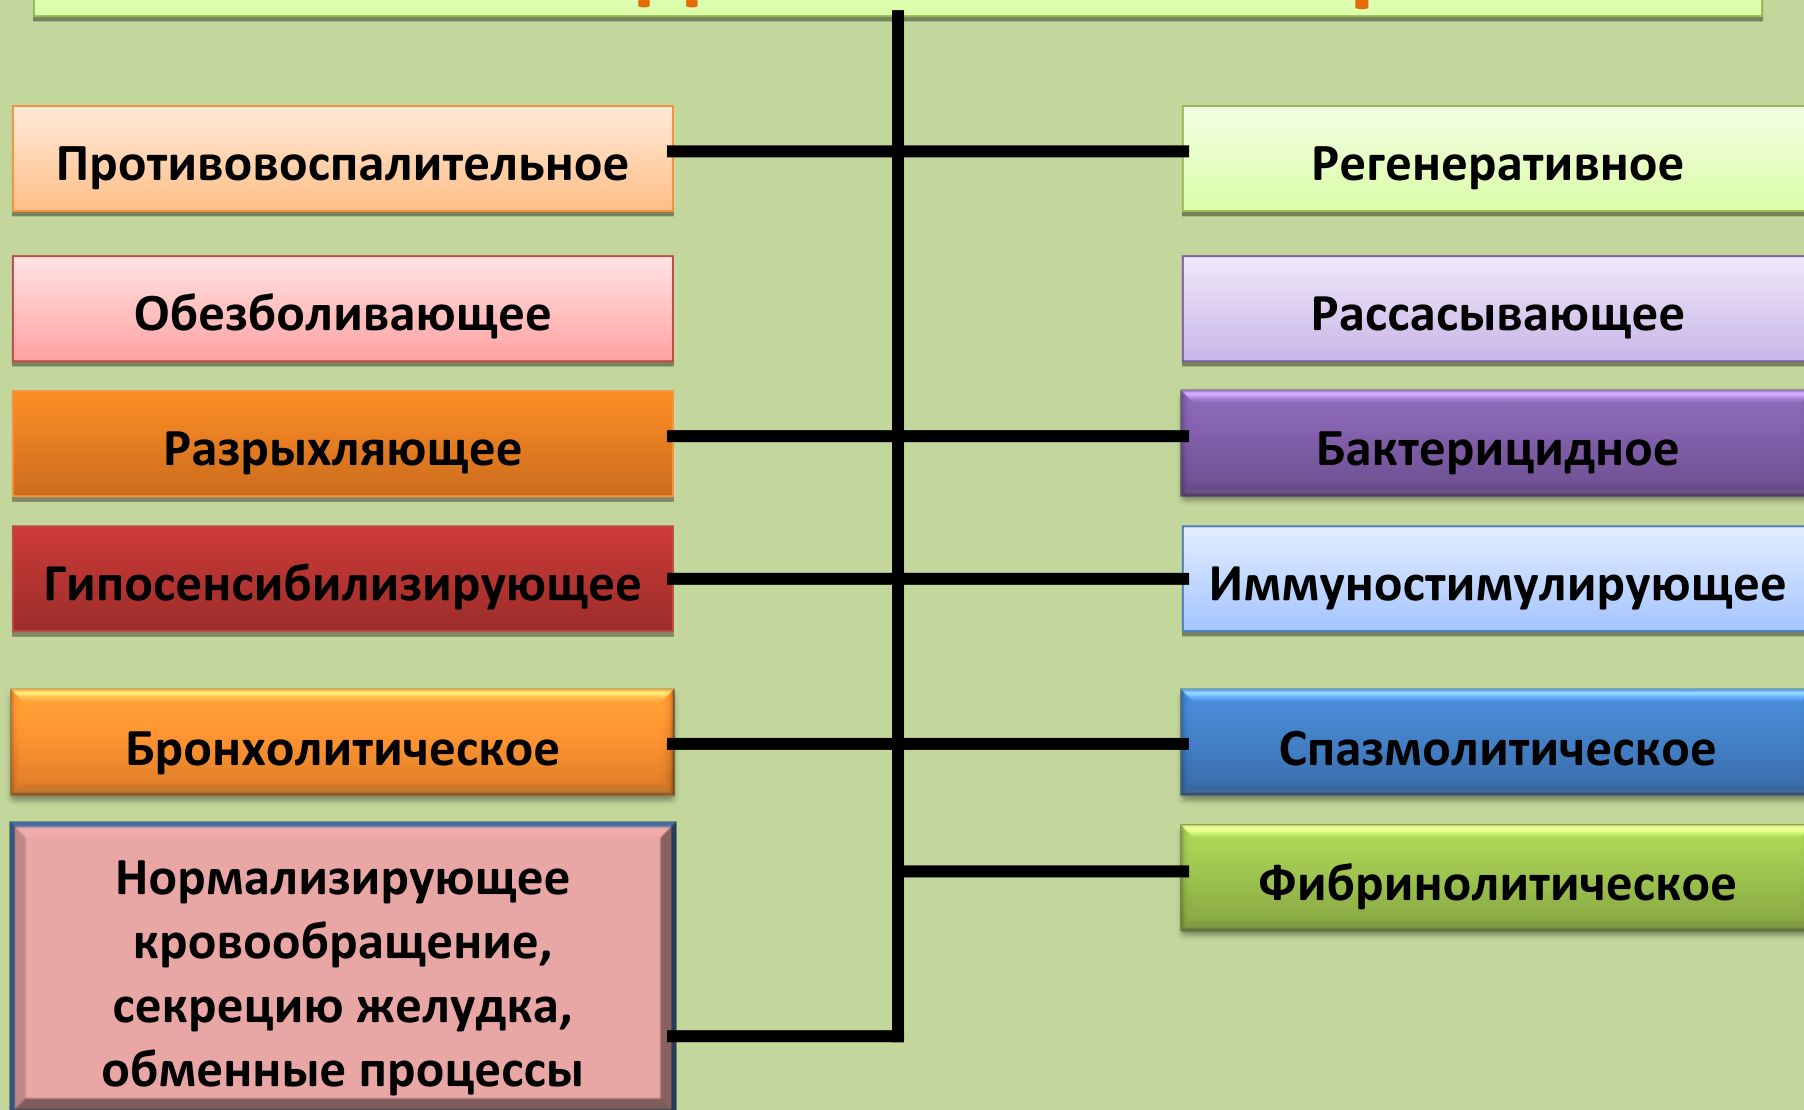 Противовоспалительное
Регенеративное
Обезболивающее
Рассасывающее
Разрыхляющее
Бактерицидное
Гипосенсибилизирующее
Иммуностимулирующее
Бронхолитическое
Спазмолитическое
Нормализирующее
кровообращение,
секрецию желудка,
обменные процессы
Фибринолитическое